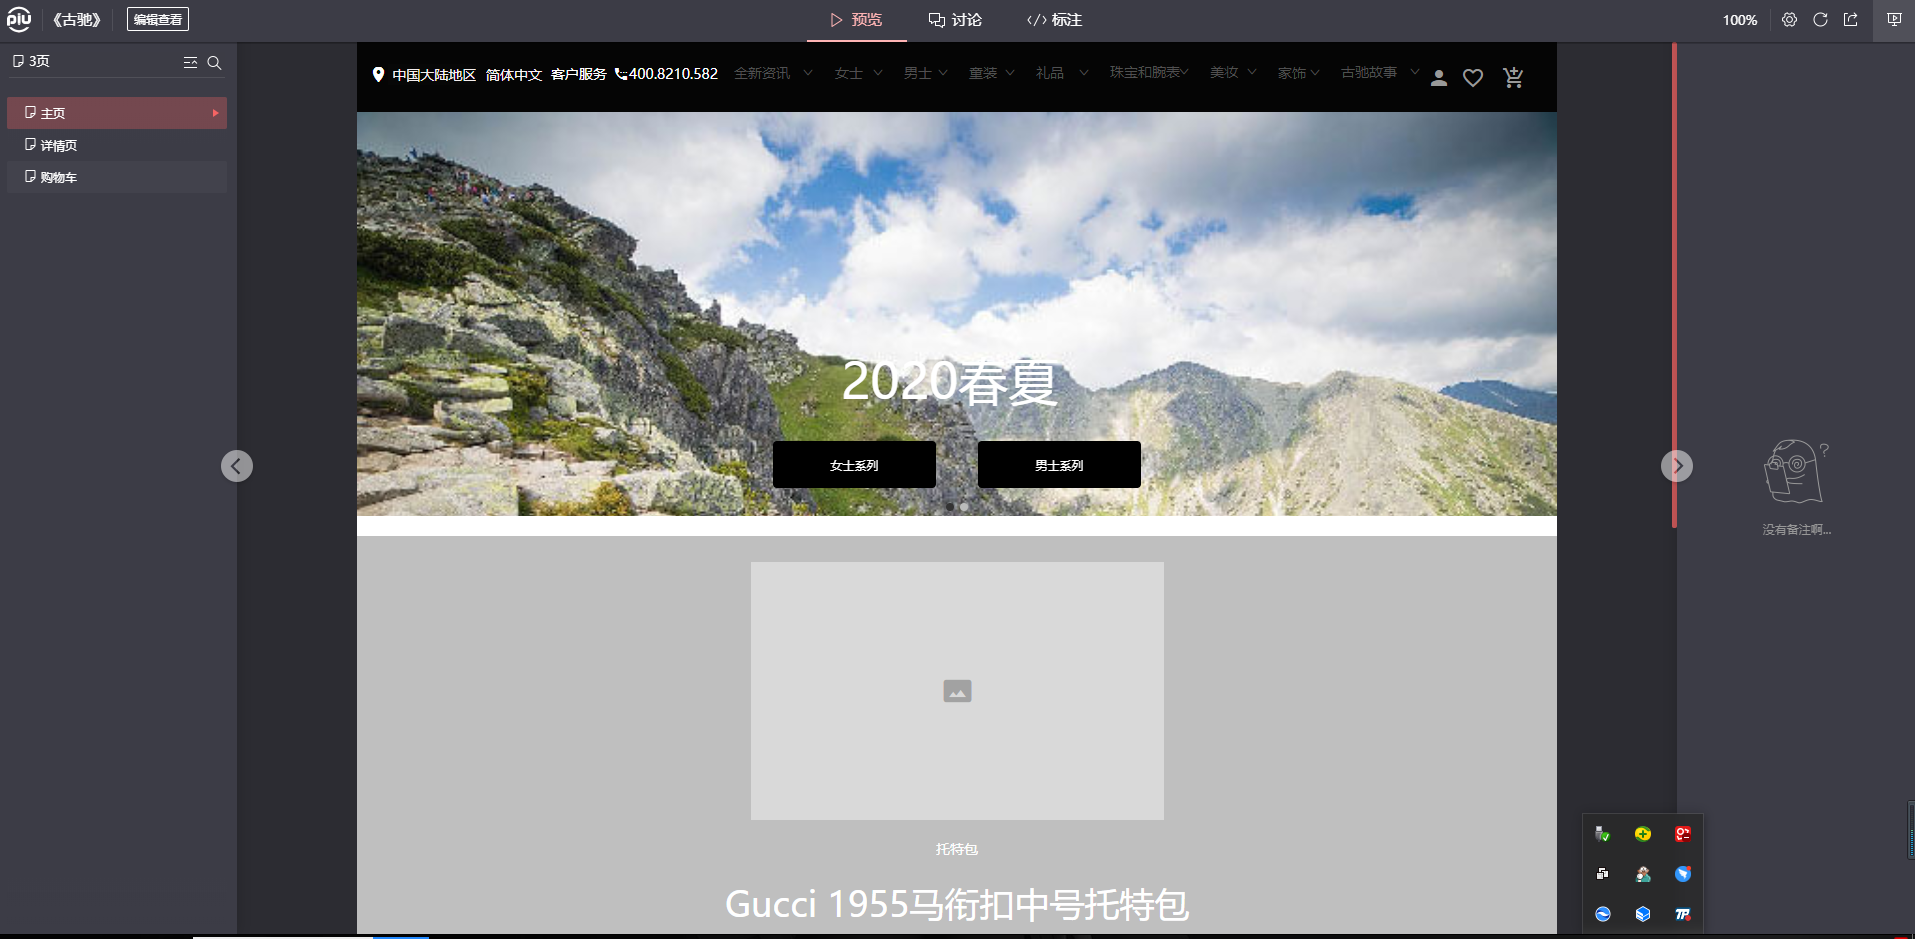 piu 《古驰》 编辑查看 预览 讨论 </> 标注 100%
3页
主页
详情页
购物车
中国大陆地区 简体中文 客户服务 400.8210.582 全新资讯 女士 男士 童装 礼品 珠宝和腕表 美妆 家饰 古驰故事
2020春夏
女士系列 男士系列
没有备注啊...
托特包
Gucci 1955马衔扣中号托特包